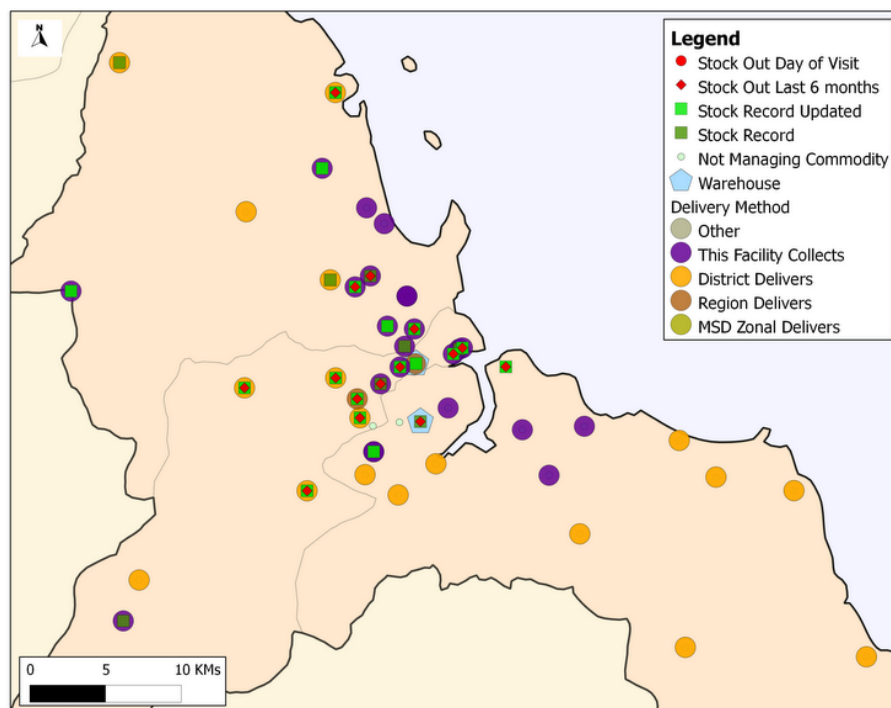 N
Legend
Stock Out Day of Visit
Stock Out Last 6 months
Stock Record Updated
Stock Record
Not Managing Commodity
Warehouse
Delivery Method
Other
This Facility Collects
District Delivers
Region Delivers
MSD Zonal Delivers
0 5 10 KMs